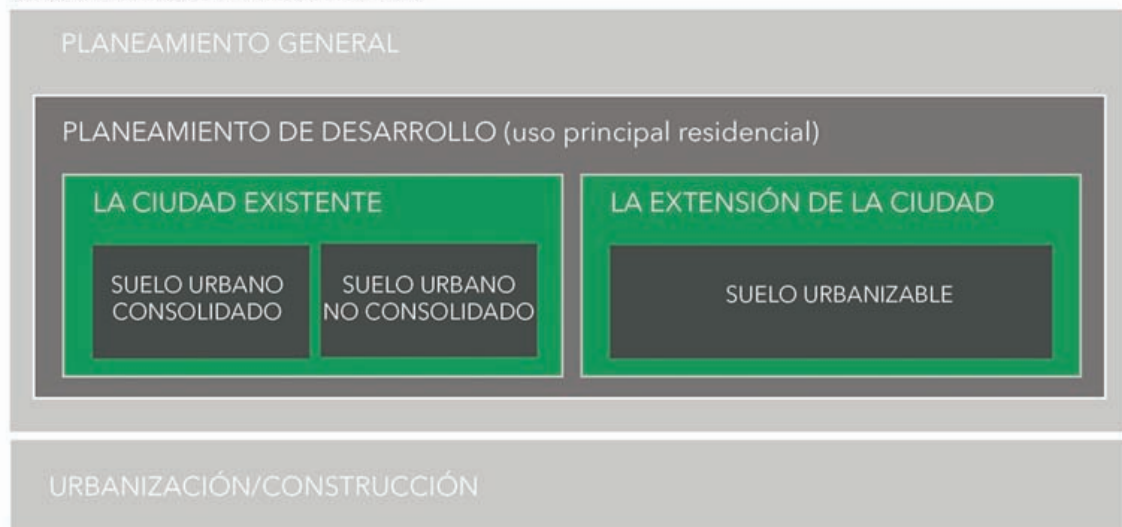 PLANEAMIENTO GENERAL
PLANEAMIENTO DE DESARROLLO (uso principal residencial)
LA CIUDAD EXISTENTE
SUELO URBANO
CONSOLIDADO
SUELO URBANO
NO CONSOLIDADO
LA EXTENSIÓN DE LA CIUDAD
SUELO URBANIZABLE
URBANIZACIÓN/CONSTRUCCIÓN